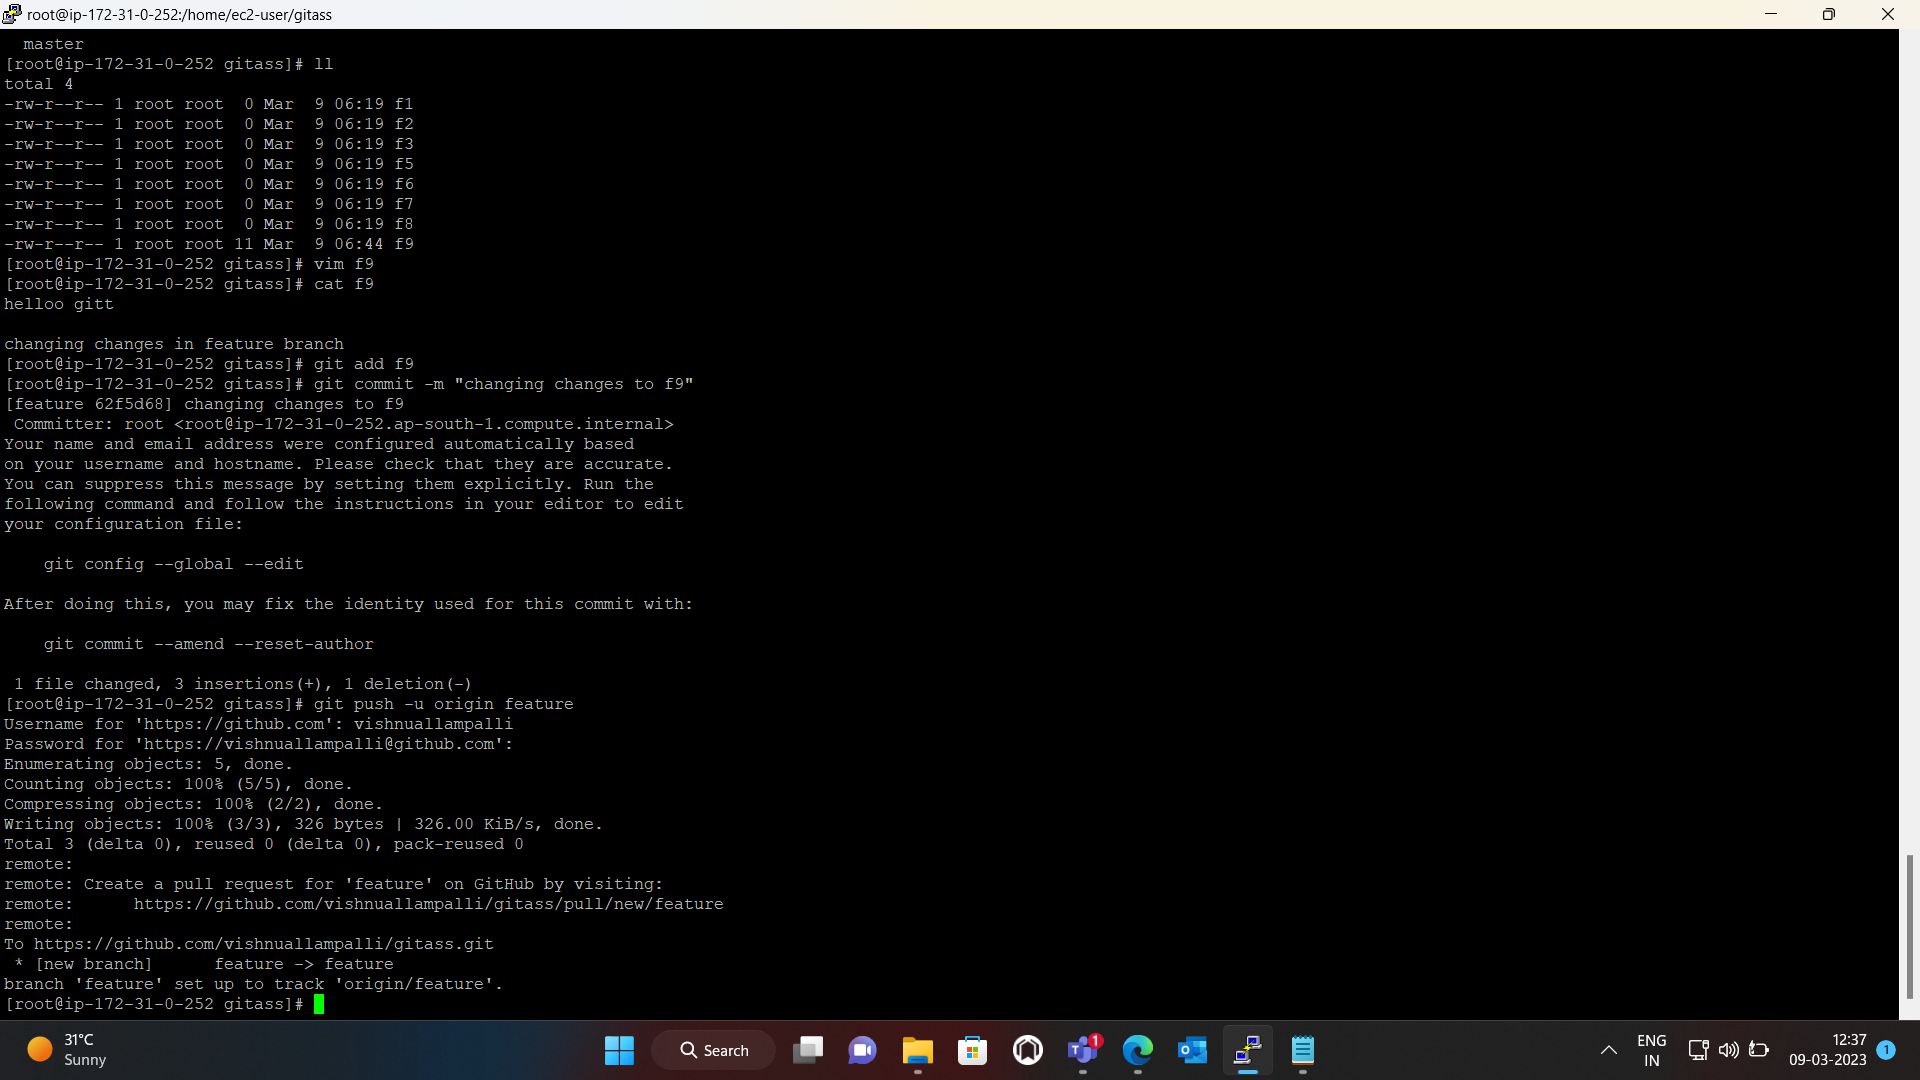 root@ip-172-31-0-252:/home/ec2-user/gitass
  master
[root@ip-172-31-0-252 gitass]# ll
total 4
-rw-r--r-- 1 root root  0 Mar  9 06:19 f1
-rw-r--r-- 1 root root  0 Mar  9 06:19 f2
-rw-r--r-- 1 root root  0 Mar  9 06:19 f3
-rw-r--r-- 1 root root  0 Mar  9 06:19 f5
-rw-r--r-- 1 root root  0 Mar  9 06:19 f6
-rw-r--r-- 1 root root  0 Mar  9 06:19 f7
-rw-r--r-- 1 root root  0 Mar  9 06:19 f8
-rw-r--r-- 1 root root 11 Mar  9 06:44 f9
[root@ip-172-31-0-252 gitass]# vim f9
[root@ip-172-31-0-252 gitass]# cat f9
helloo gitt

changing changes in feature branch
[root@ip-172-31-0-252 gitass]# git add f9
[root@ip-172-31-0-252 gitass]# git commit -m "changing changes to f9"
[feature 62f5d68] changing changes to f9
 Committer: root <root@ip-172-31-0-252.ap-south-1.compute.internal>
Your name and email address were configured automatically based
on your username and hostname. Please check that they are accurate.
You can suppress this message by setting them explicitly. Run the
following command and follow the instructions in your editor to edit
your configuration file:

    git config --global --edit

After doing this, you may fix the identity used for this commit with:

    git commit --amend --reset-author

 1 file changed, 3 insertions(+), 1 deletion(-)
[root@ip-172-31-0-252 gitass]# git push -u origin feature
Username for 'https://github.com': vishnuallampalli
Password for 'https://vishnuallampalli@github.com':
Enumerating objects: 5, done.
Counting objects: 100% (5/5), done.
Compressing objects: 100% (2/2), done.
Writing objects: 100% (3/3), 326 bytes | 326.00 KiB/s, done.
Total 3 (delta 0), reused 0 (delta 0), pack-reused 0
remote:
remote: Create a pull request for 'feature' on GitHub by visiting:
remote:      https://github.com/vishnuallampalli/gitass/pull/new/feature
remote:
To https://github.com/vishnuallampalli/gitass.git
 * [new branch]      feature -> feature
branch 'feature' set up to track 'origin/feature'.
[root@ip-172-31-0-252 gitass]#
31°C
Sunny
Search
1
ENG
IN
12:37
09-03-2023
1